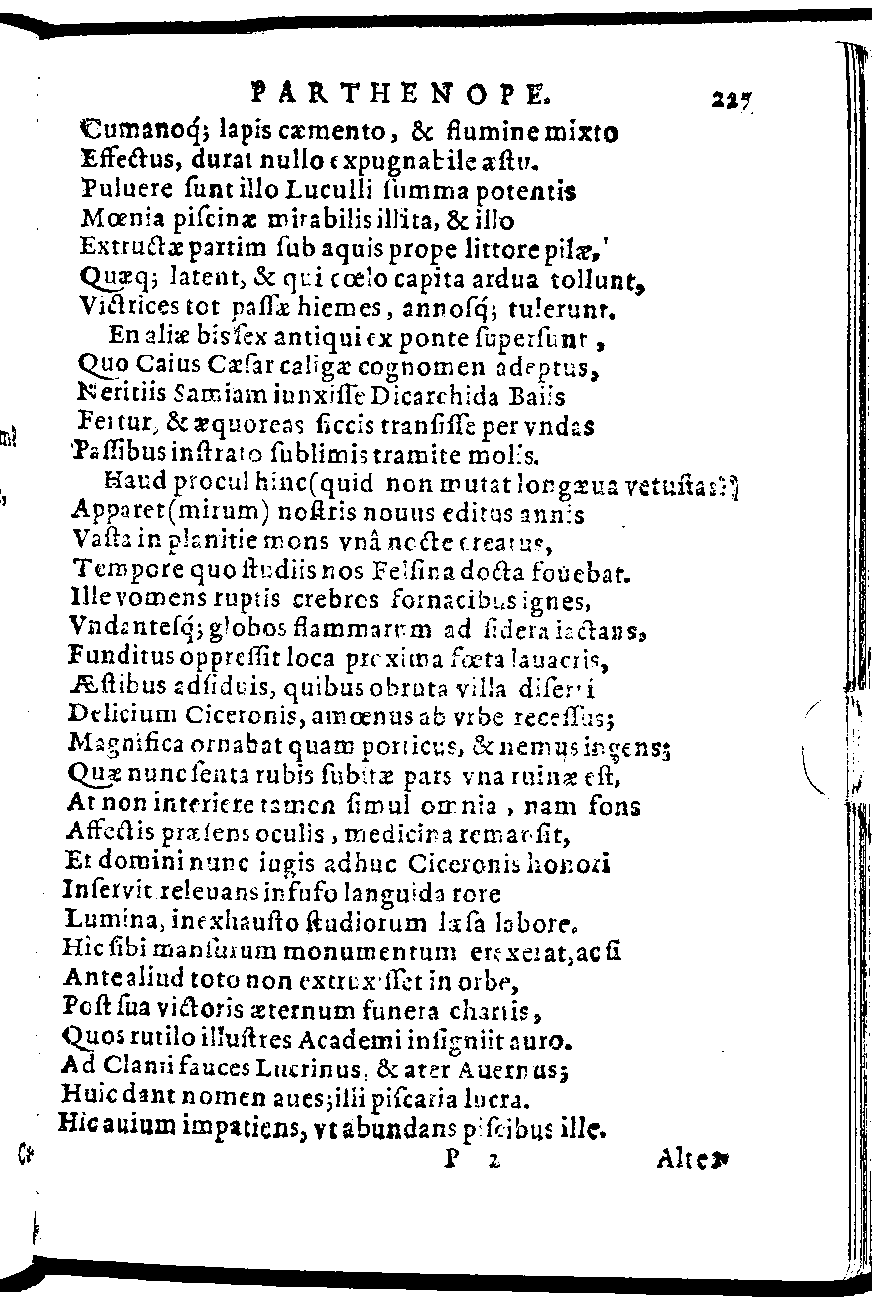 PARTHENOPE. 227
Cumanoq́; lapis cæmento, & flumine mixto
Effectus, durat nullo expugnabile astu.
Puluere sunt illo Luculli summa potentis
Mœnia piscinæ mirabilis illita, & illo
Extructæ partim sub aquis prope littore pilæ,
Quæq; latent, & qui cœlo capita ardua tollunt,
Victrices tot passæ hiemes, annosq́; tulerunt.
En aliæ bis sex antiqui ex ponte supersunt,
Quo Caius Cæsar caligæ cognomen adeptus,
Neritiis Samiam iunxisse Dicarchida Baiis
Fertur, & æquoreas siccis transisse per vndas
Passibus instrato sublimis tramite molis.
Haud procul hinc (quid non mutat longæua vetustas?)
Apparet (mirum) nostris nouus editus annis
Vasta in planitie mons vnâ nocte creatus,
Tempore quo studiis nos Felsina docta fouebat.
Ille vomens ruptis crebros fornacibus ignes,
Vndantesq́; globos flammarum ad sidera iactans,
Funditus oppressit loca proxima fœta lauacris,
Æstibus adsiduis, quibus obruta villa diserti
Delicium Ciceronis, amœnus ab vrbe recessus;
Magnifica ornabat quam porticus, & nemus ingens;
Quæ nunc senta rubis subitæ pars vna ruinæ est,
At non interiere tamen simul omnia, nam fons
Affectis præsens oculis, medicina remansit,
Et domini nunc iugis adhuc Ciceronis honori
Inservit releuans infuso languida rore
Lumina, inexhausto studiorum læsa labore.
Hic sibi mansurum monumentum erexerat, ac si
Ante aliud toto non extruxisset in orbe,
Post sua victoris æternum funera chartis,
Quos rutilo illustres Academi insigniit auro.
Ad Clanii fauces Lucrinus, & ater Auernus;
Huic dant nomen aues; illi piscaria lucra.
Hic auium impatiens, vt abundans piscibus ille.
P 2 Alter